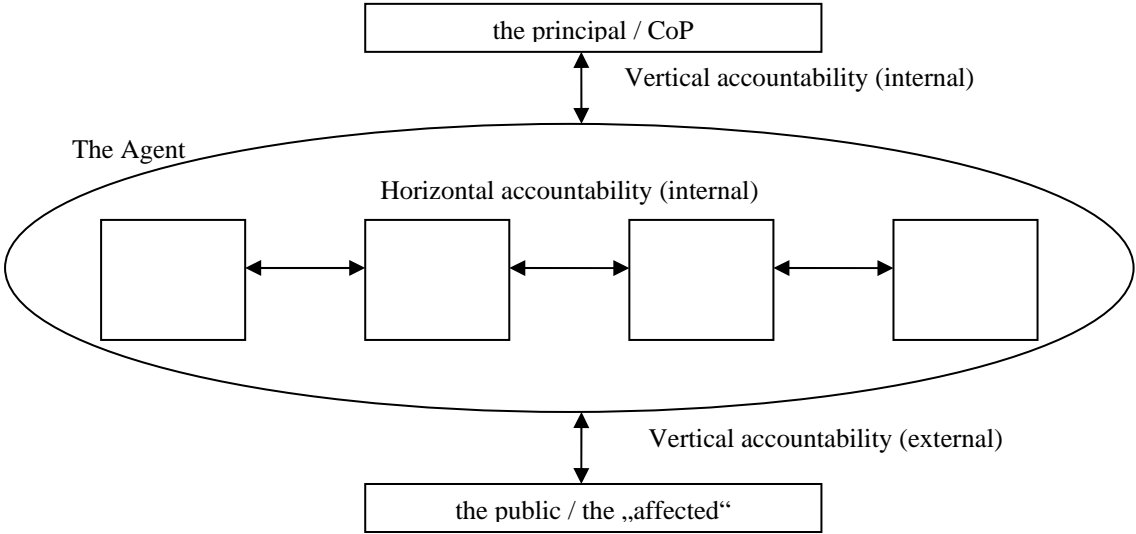 the principal / CoP
Vertical accountability (internal)
The Agent
Horizontal accountability (internal)
Vertical accountability (external)
the public / the „affected“